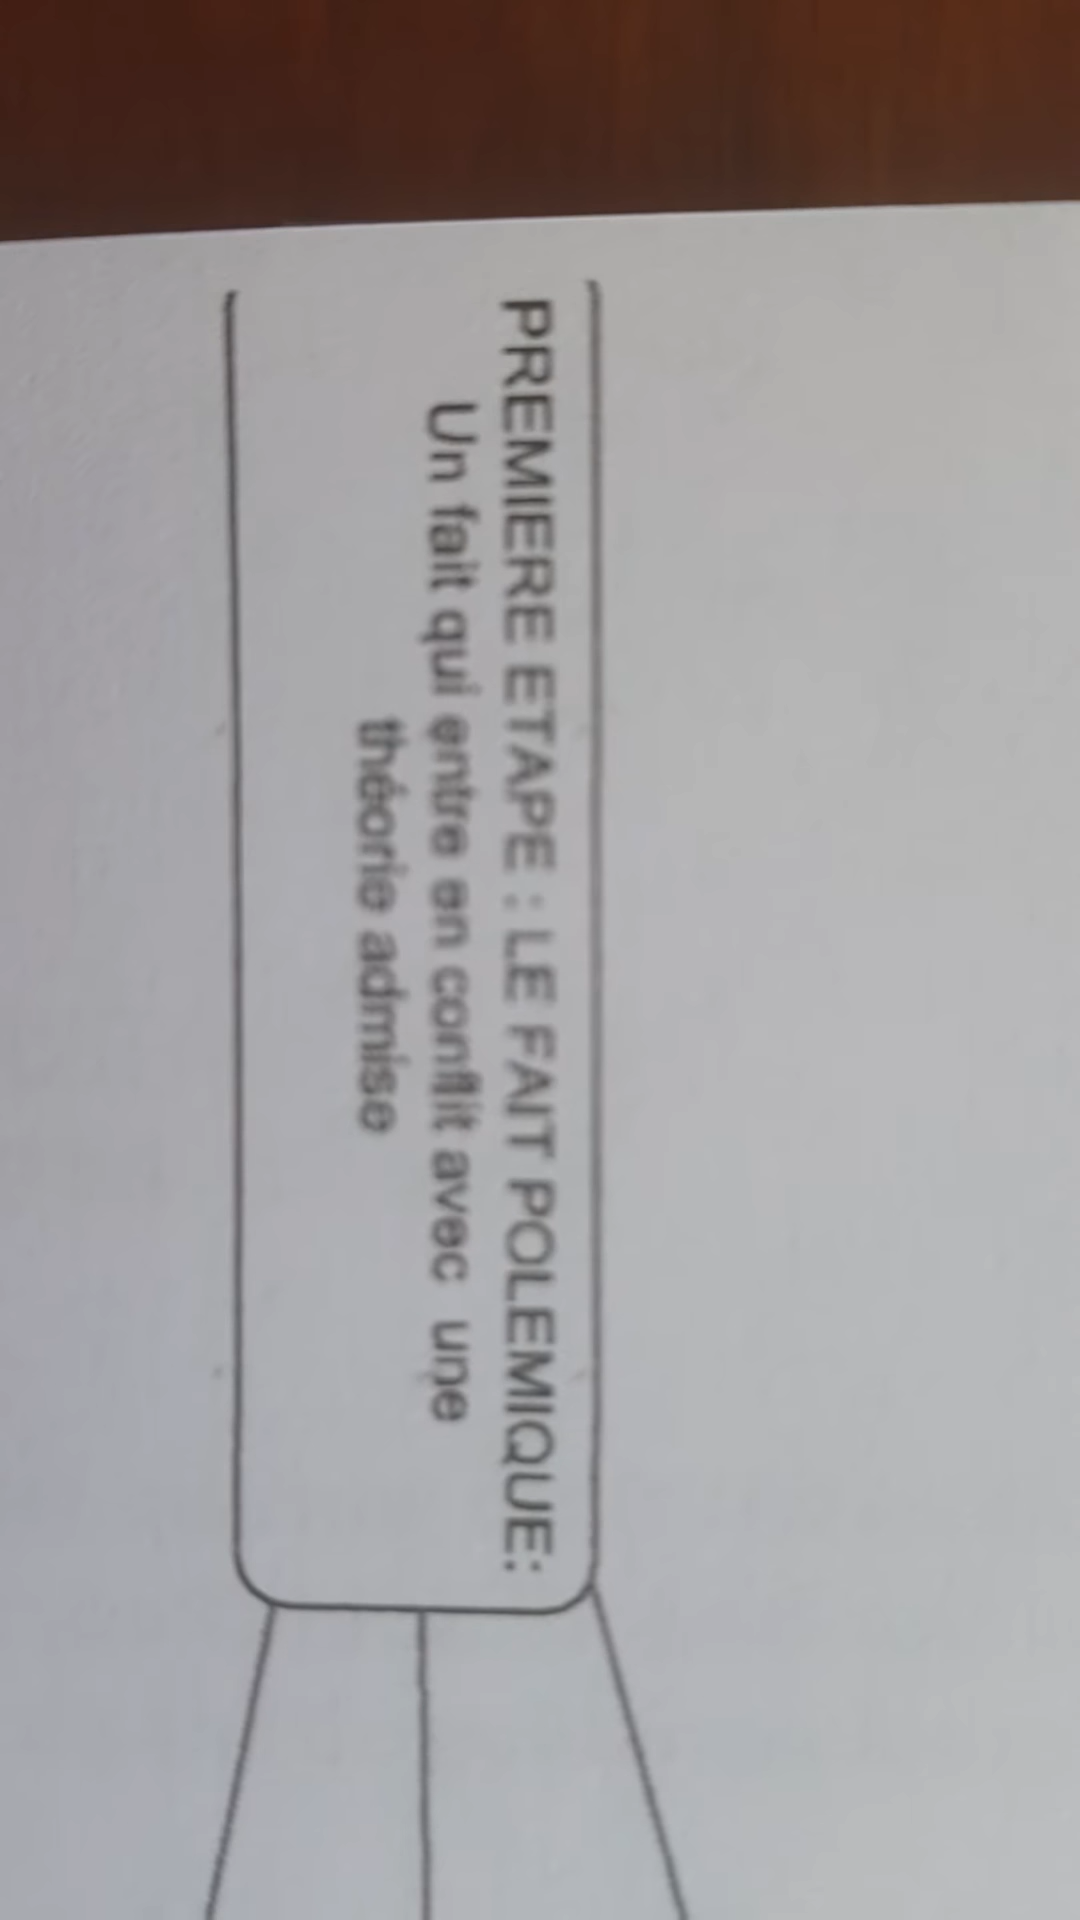 PREMIERE ETAPE : LE FAIT POLEMIQUE:
Un fait qui entre en conflit avec une
théorie admise